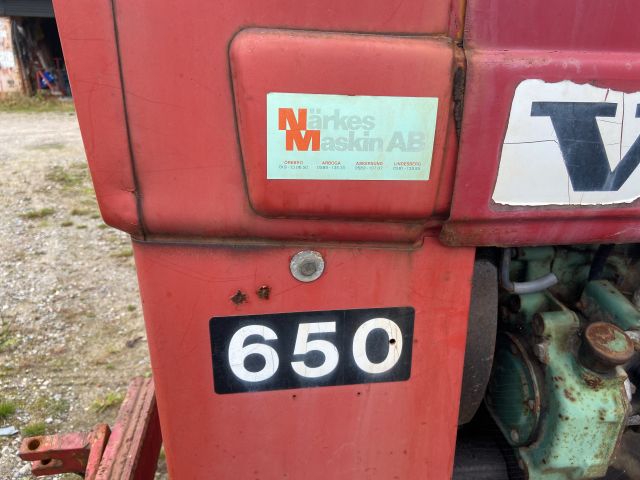 Närkes
Maskin AB
ÖREBRO ARBOGA ASKERSUND LINDESBERG
V
650